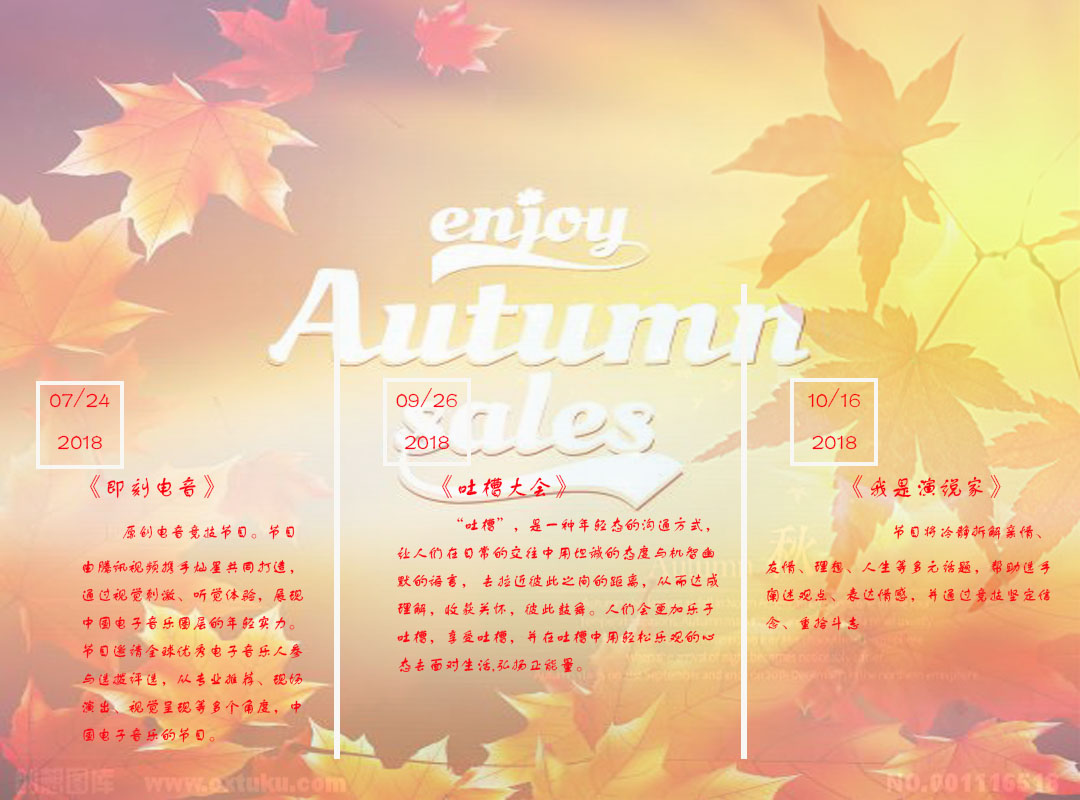 enjoy
Autumn
sales
07/24
2018
《即刻电音》
原创电音竞技节目。节目
由腾讯视频携手灿星共同打造，
通过视觉刺激、听觉体验，展现
中国电子音乐圈层的年轻实力。
节目邀请全球优秀电子音乐人参
与选拔评选，从专业推荐、现场
演出、视觉呈现等多个角度，中
国电子音乐的节目。
09/26
2018
《吐槽大会》
“吐槽”，是一种年轻态的沟通方式，
让人们在日常的交往中用坦诚的态度与机智幽
默的语言，去拉近彼此之间的距离，从而达成
理解，收获关怀，彼此鼓舞。人们会更加乐于
吐槽，享受吐槽，并在吐槽中用轻松乐观的心
态去面对生活,弘扬正能量。
10/16
2018
《我是演说家》
节目将冷静拆解亲情、
友情、理想、人生等多元话题，帮助选手
阐述观点、表达情感，并通过竞技坚定信
念、重拾斗志
秋
Autumn
创想图库 www.cxtuku.com